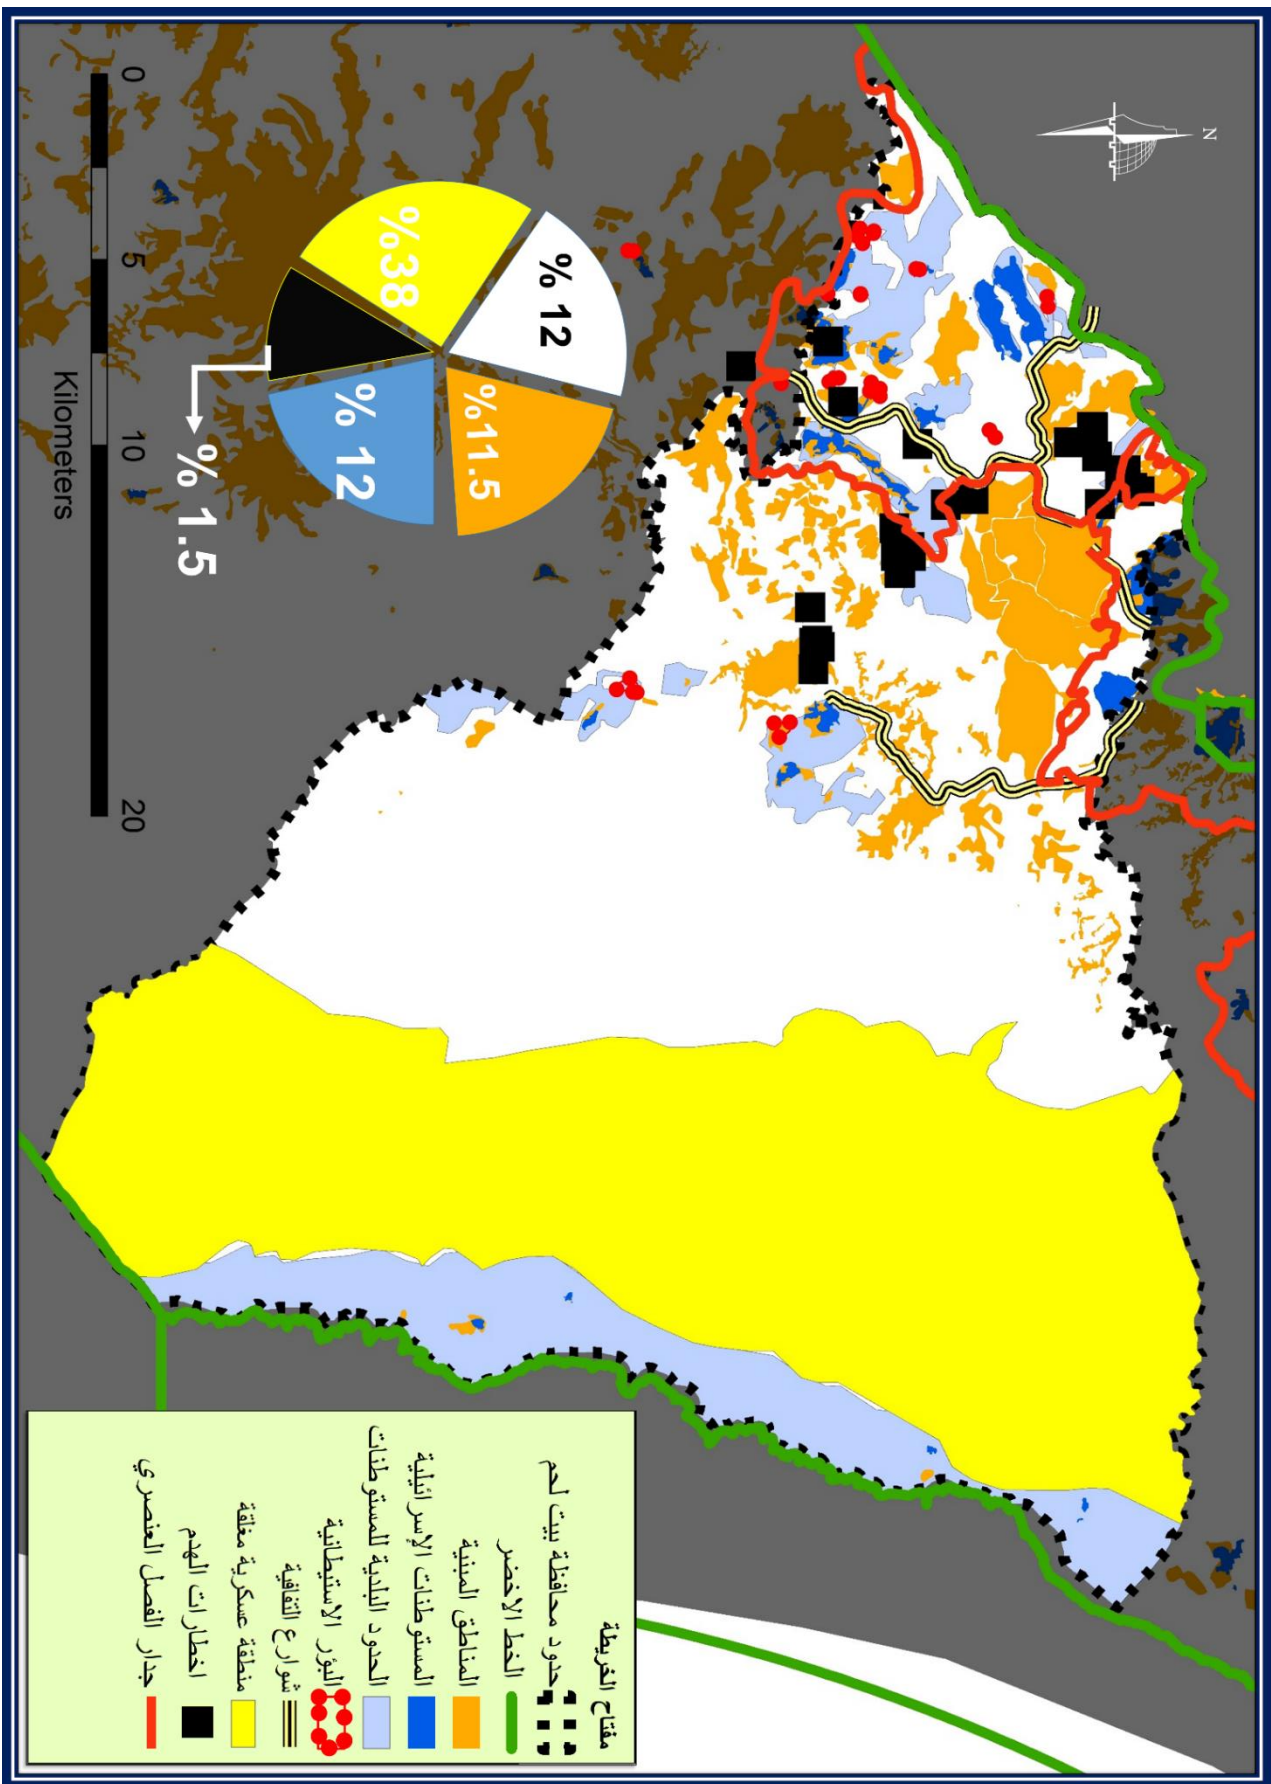 N
%38
% 12
%11.5
% 12
% 1.5
0 5 10 20
Kilometers
مفتاح الخريطة
حدود محافظة بيت لحم
الخط الاخضر
المناطق المبنية
المستوطنات الإسرائيلية
الحدود البلدية للمستوطنات
البؤر الاستيطانية
شوارع التفافية
منطقة عسكرية مغلقة
اخطارات الهدم
جدار الفصل العنصري